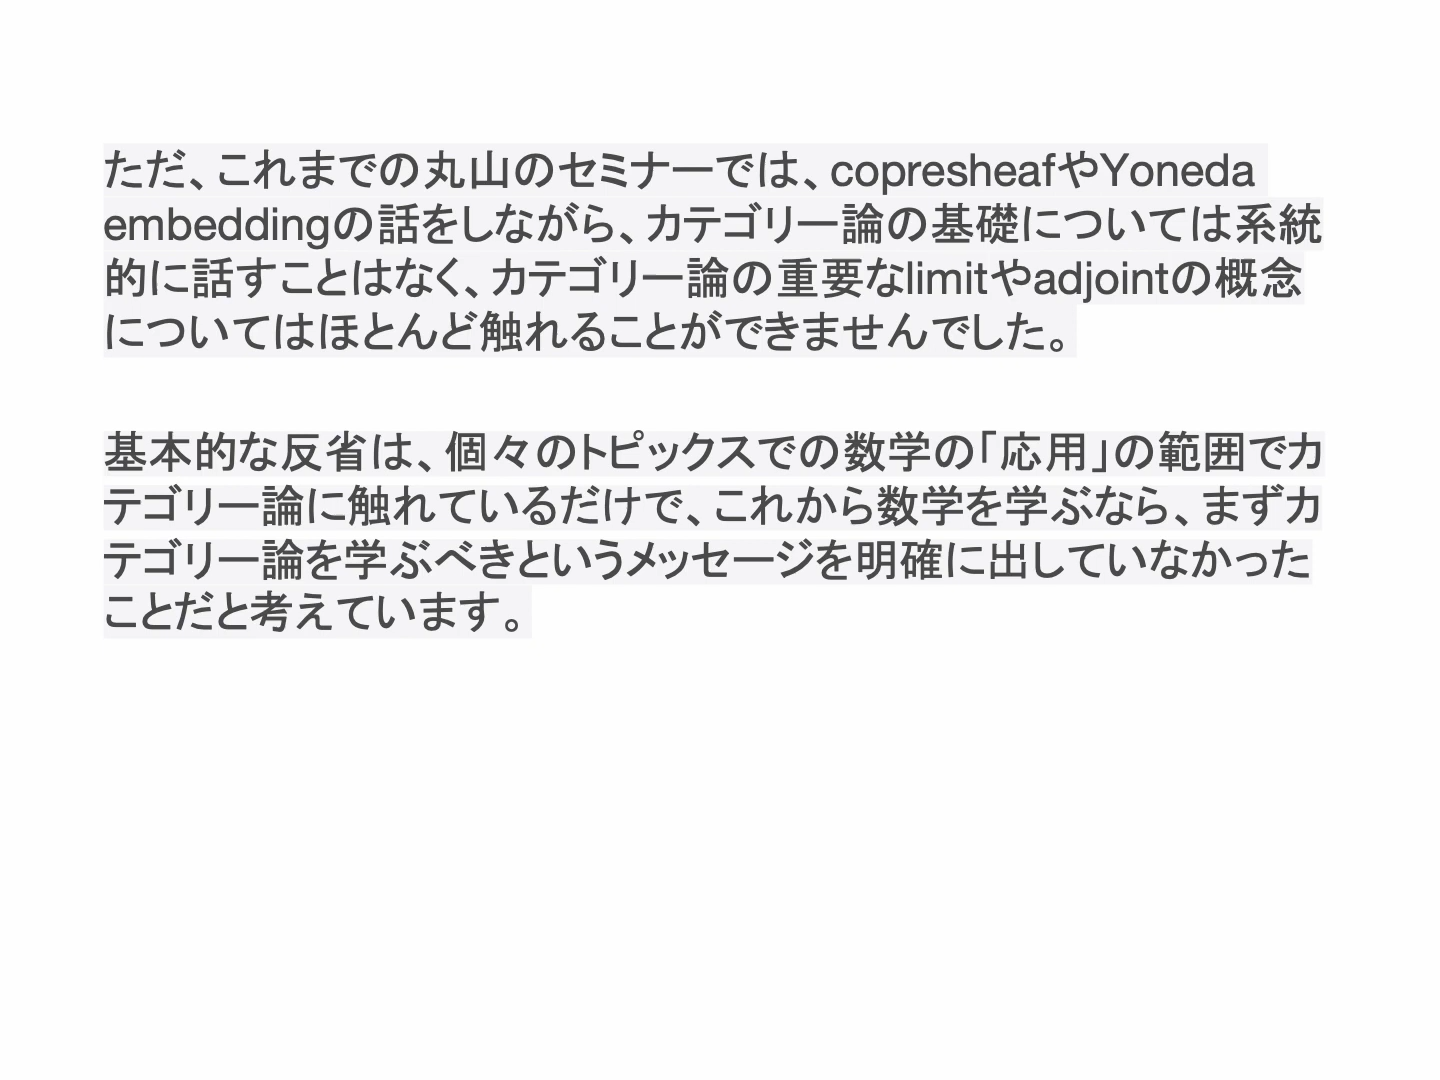 ただ、これまでの丸山のセミナーでは、copresheafやYoneda
embeddingの話をしながら、カテゴリー論の基礎については系統
的に話すことはなく、カテゴリー論の重要なlimitやadjointの概念
についてはほとんど触れることができませんでした。
基本的な反省は、個々のトピックスでの数学の「応用」の範囲でカ
テゴリー論に触れているだけで、これから数学を学ぶなら、まずカ
テゴリー論を学ぶべきというメッセージを明確に出していなかった
ことだと考えています。